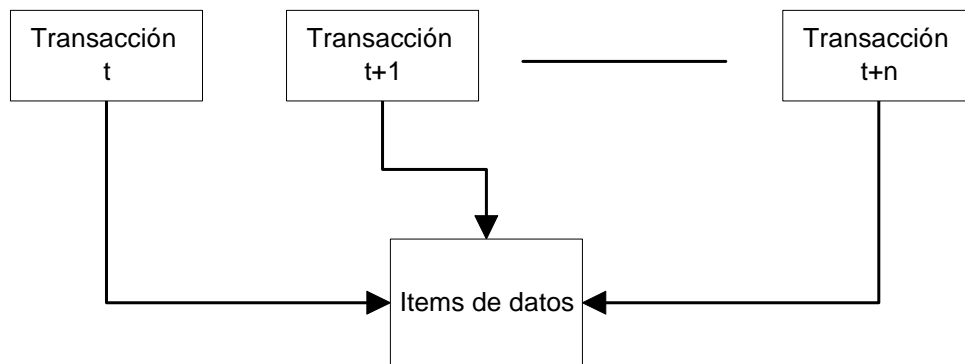 Transacción
t
Transacción
t+1
Transacción
t+n
Items de datos